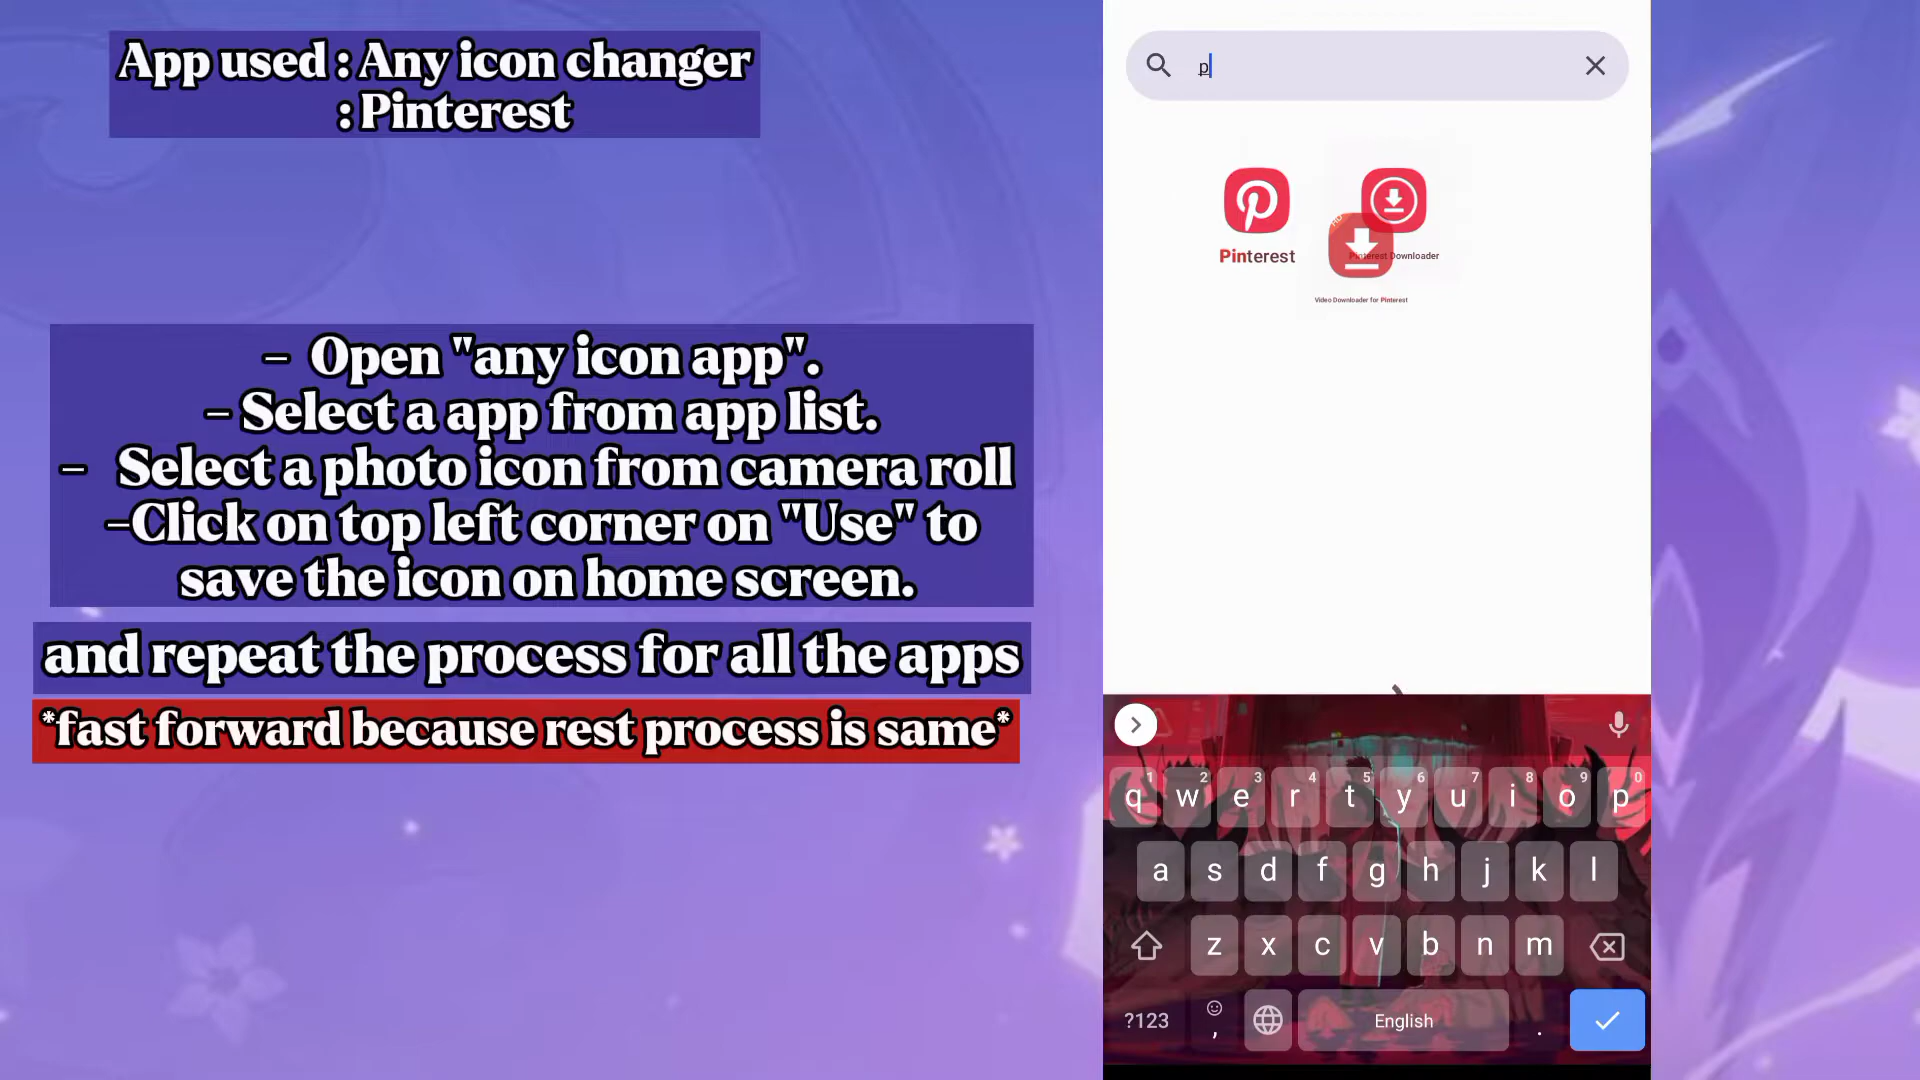 App used : Any icon changer
: Pinterest
- Open "any icon app".
- Select a app from app list.
- Select a photo icon from camera roll
-Click on top left corner on "Use" to
save the icon on home screen.
and repeat the process for all the apps
*fast forward because rest process is same*
p
Pinterest
Pinterest Downloader
HD
Video Downloader for Pinterest
1 2 3 4 5 6 7 8 9 0
q w e r t y u i o p
a s d f g h j k l
z x c v b n m
?123 , English .